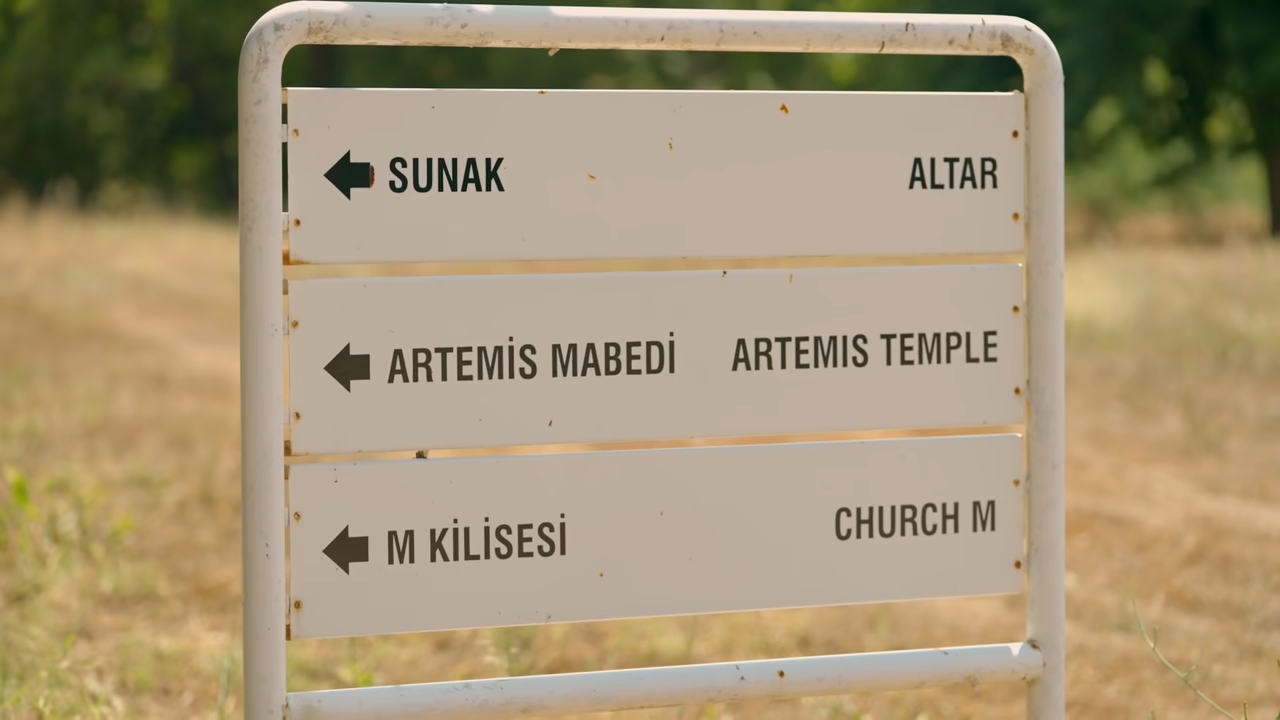 SUNAK ALTAR
ARTEMİS MABEDİ ARTEMIS TEMPLE
M KİLİSESİ CHURCH M